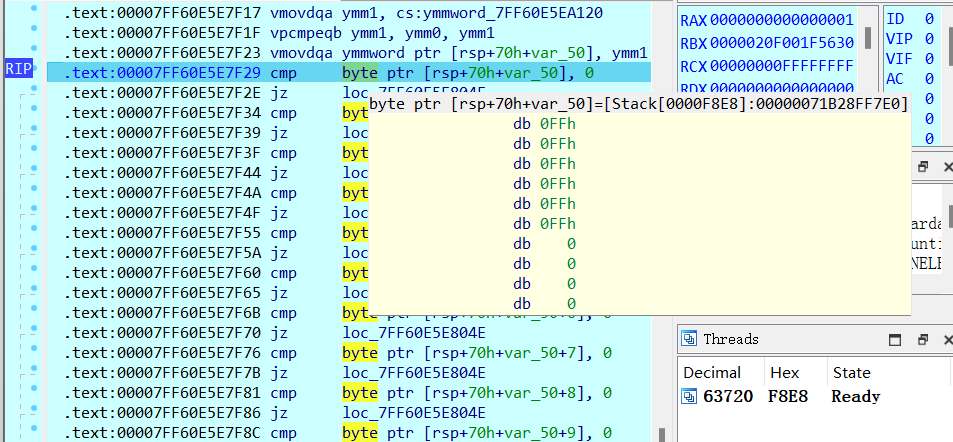 .text:00007FF60E5E7F17 vmovdqa ymm1, cs:ymmword_7FF60E5EA120
.text:00007FF60E5E7F1F vpcmpeqb ymm1, ymm0, ymm1
.text:00007FF60E5E7F23 vmovdqa ymmword ptr [rsp+70h+var_50], ymm1
RIP .text:00007FF60E5E7F29 cmp byte ptr [rsp+70h+var_50], 0
.text:00007FF60E5E7F2E jz
.text:00007FF60E5E7F34 cmp byt
.text:00007FF60E5E7F39 jz loc
.text:00007FF60E5E7F3F cmp byt
.text:00007FF60E5E7F44 jz loc
.text:00007FF60E5E7F4A cmp byt
.text:00007FF60E5E7F4F jz loc
.text:00007FF60E5E7F55 cmp byt
.text:00007FF60E5E7F5A jz loc
.text:00007FF60E5E7F60 cmp byt
.text:00007FF60E5E7F65 jz loc
.text:00007FF60E5E7F6B cmp byte ptr
.text:00007FF60E5E7F70 jz loc_7FF60E5E804E
.text:00007FF60E5E7F76 cmp byte ptr [rsp+70h+var_50+7], 0
.text:00007FF60E5E7F7B jz loc_7FF60E5E804E
.text:00007FF60E5E7F81 cmp byte ptr [rsp+70h+var_50+8], 0
.text:00007FF60E5E7F86 jz loc_7FF60E5E804E
.text:00007FF60E5E7F8C cmp byte ptr [rsp+70h+var_50+9], 0
byte ptr [rsp+70h+var_50]=[Stack[0000F8E8]:00000071B28FF7E0]
db 0FFh
db 0FFh
db 0FFh
db 0FFh
db 0FFh
db 0FFh
db 0
db 0
db 0
db 0
RAX 0000000000000001
RBX 0000020F001F5630
RCX 00000000FFFFFFFF
RDX 0000000000000000
ID 0
VIP 0
VIF 0
AC 0
0
0
0
arda
unti
NELE
Threads
Decimal Hex State
63720 F8E8 Ready